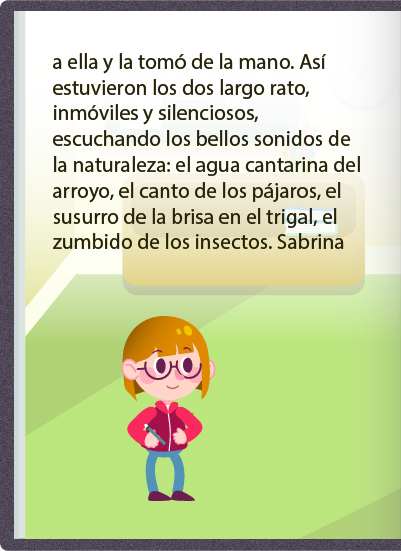 a ella y la tomó de la mano. Así
estuvieron los dos largo rato,
inmóviles y silenciosos,
escuchando los bellos sonidos de
la naturaleza: el agua cantarina del
arroyo, el canto de los pájaros, el
susurro de la brisa en el trigal, el
zumbido de los insectos. Sabrina